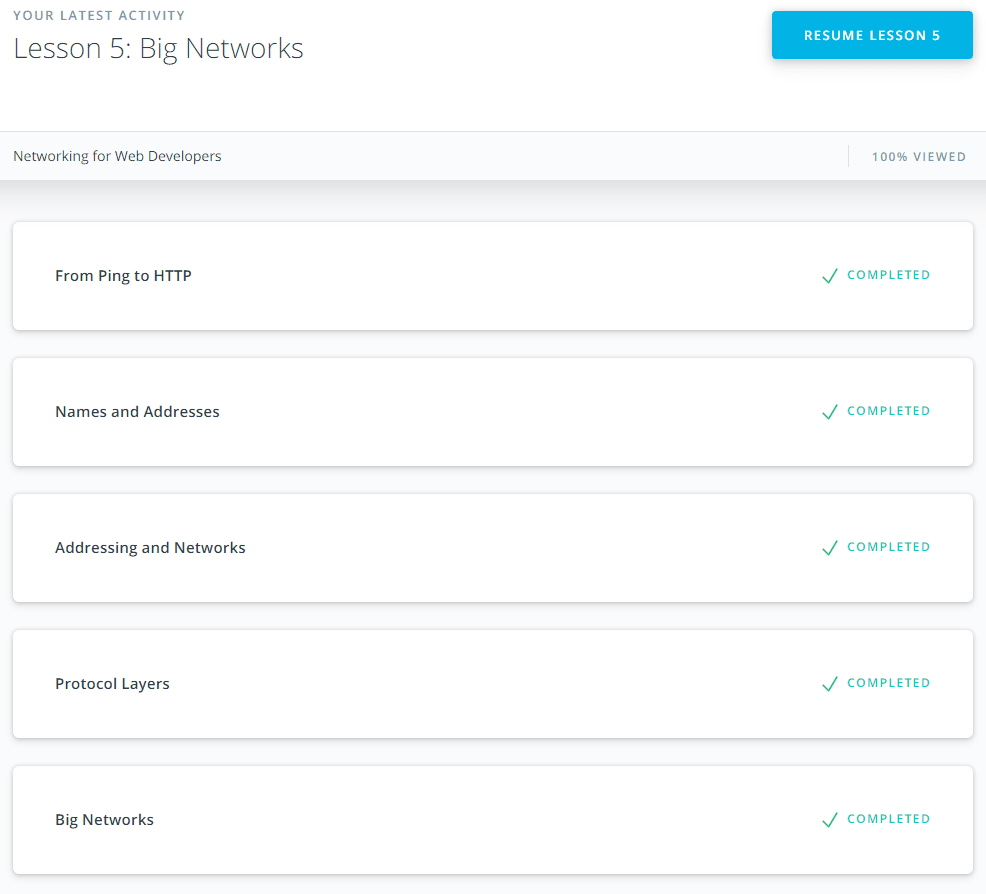 YOUR LATEST ACTIVITY
Lesson 5: Big Networks
RESUME LESSON 5
Networking for Web Developers
100% VIEWED
From Ping to HTTP
COMPLETED
Names and Addresses
COMPLETED
Addressing and Networks
COMPLETED
Protocol Layers
COMPLETED
Big Networks
COMPLETED